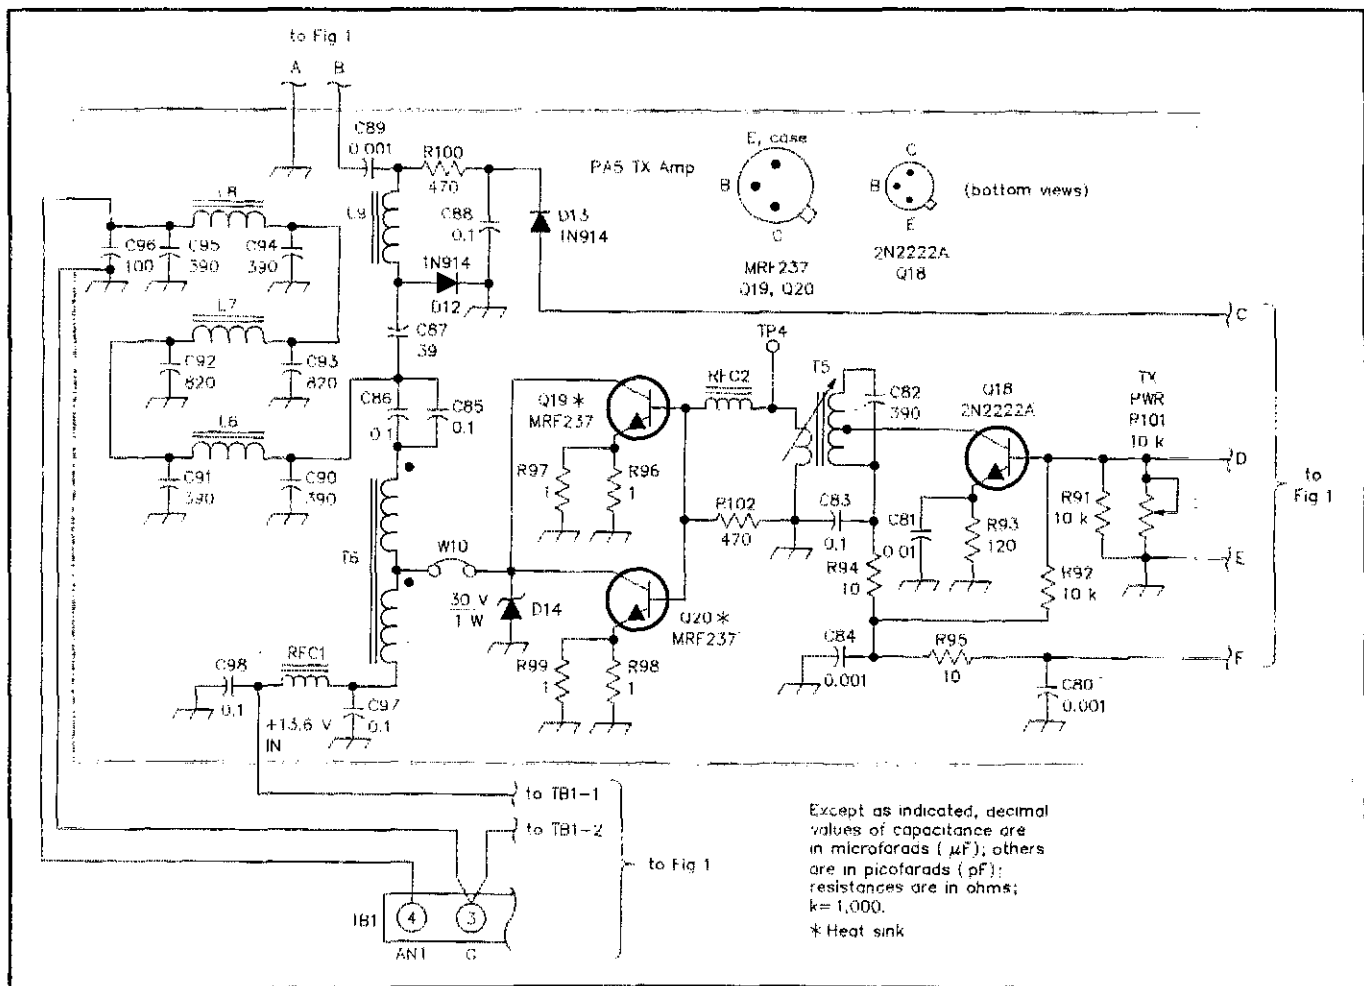 to Fig 1
A B
C89
0.001
R100
470
PA5 TX Amp
E, case
B
C
MRF237
Q19, Q20
C
B
E
2N2222A
Q18
(bottom views)
L8
L9
C88
0.1
D13
1N914
C96
100
C95
390
C94
390
1N914
D12
C
L7
C87
39
TP4
C92
820
C93
820
Q19*
MRF237
RFC2
T5
C82
390
Q18
2N2222A
TX
PWR
R101
10 k
C86
0.1
C85
0.1
L6
D
C91
390
C90
390
R97
1
R96
1
R102
470
C83
0.1
C81
0.01
R93
120
R91
10 k
to
Fig 1
T6
W10
R94
10
R92
10 k
E
30 V
1 W
D14
Q20*
MRF237
C84
0.001
R95
10
F
C98
0.1
RFC1
C97
0.1
R99
1
R98
1
C80
0.001
+13.6 V
IN
to TB1-1
to TB1-2
to Fig 1
TB1
4
3
AN1
G
Except as indicated, decimal
values of capacitance are
in microfarads ( µF); others
are in picofarads ( pF);
resistances are in ohms;
k= 1,000.
* Heat sink